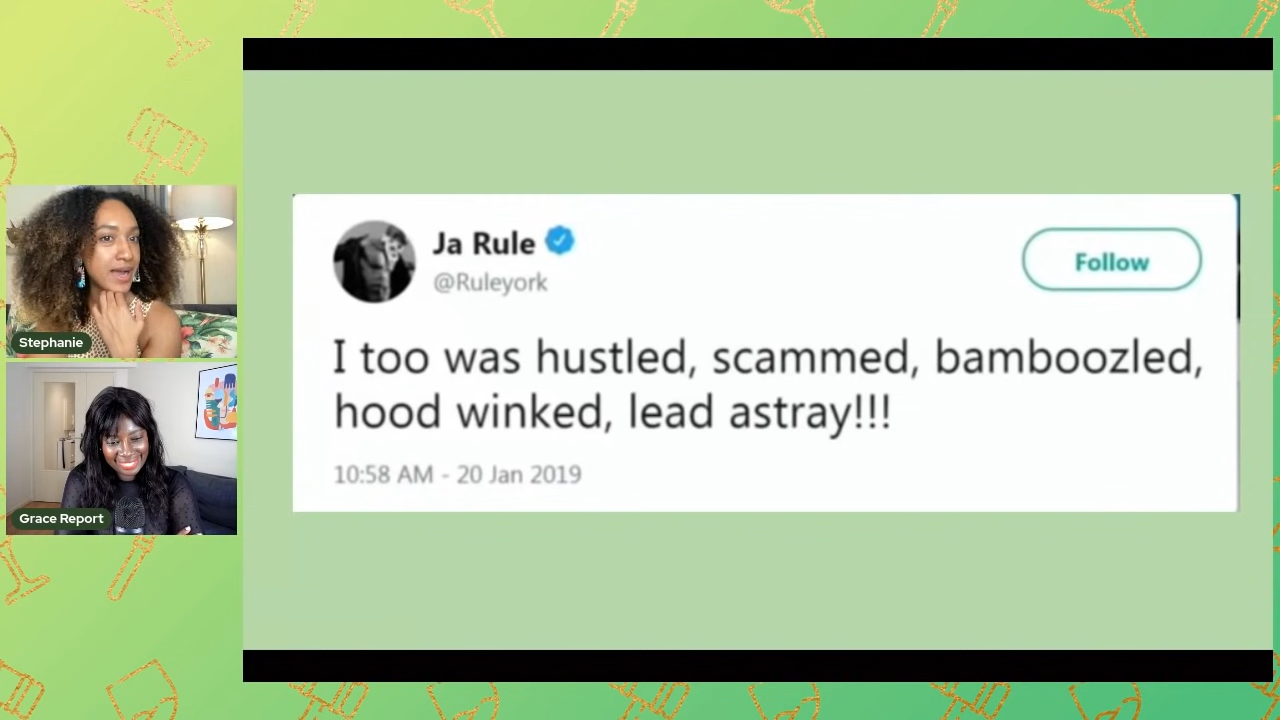 Stephanie
Grace Report
Ja Rule
@Ruleyork
Follow
I too was hustled, scammed, bamboozled,
hood winked, lead astray!!!
10:58 AM - 20 Jan 2019